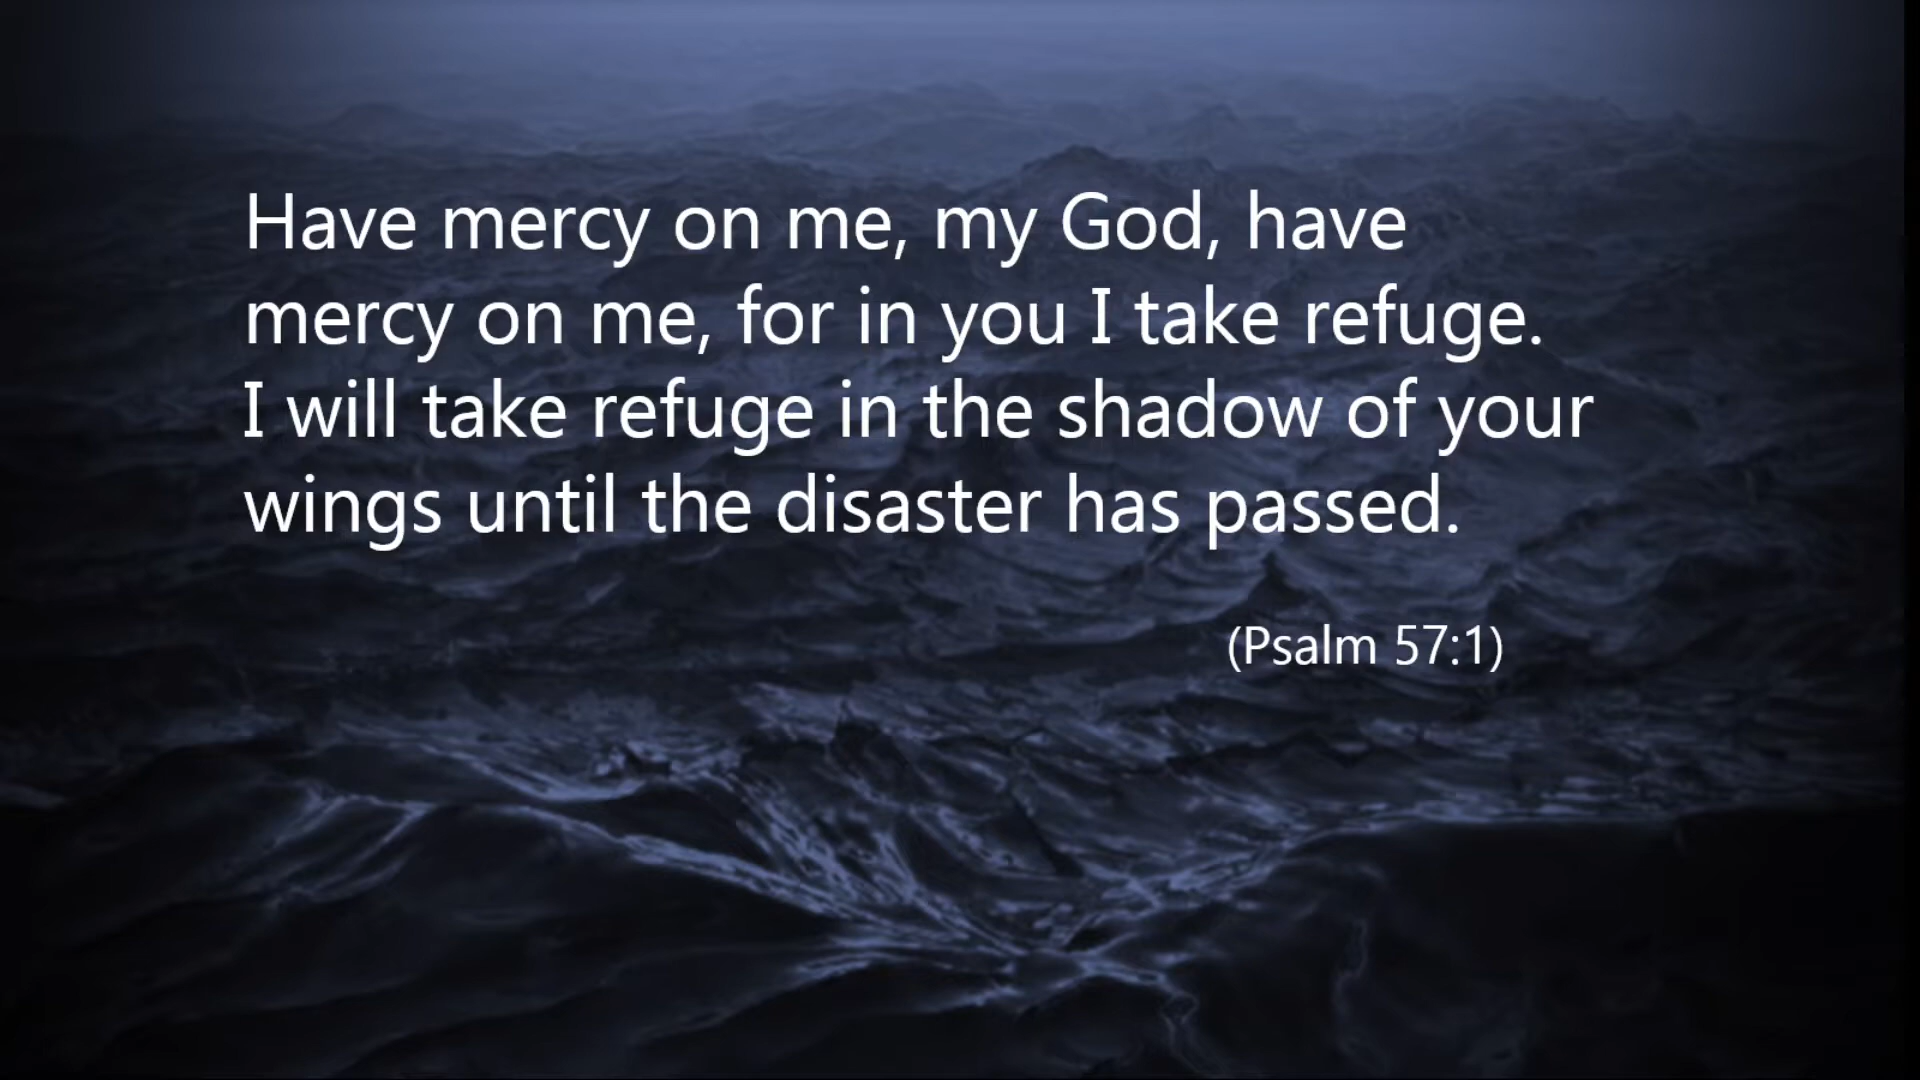 Have mercy on me, my God, have
mercy on me, for in you I take refuge.
I will take refuge in the shadow of your
wings until the disaster has passed.
(Psalm 57:1)